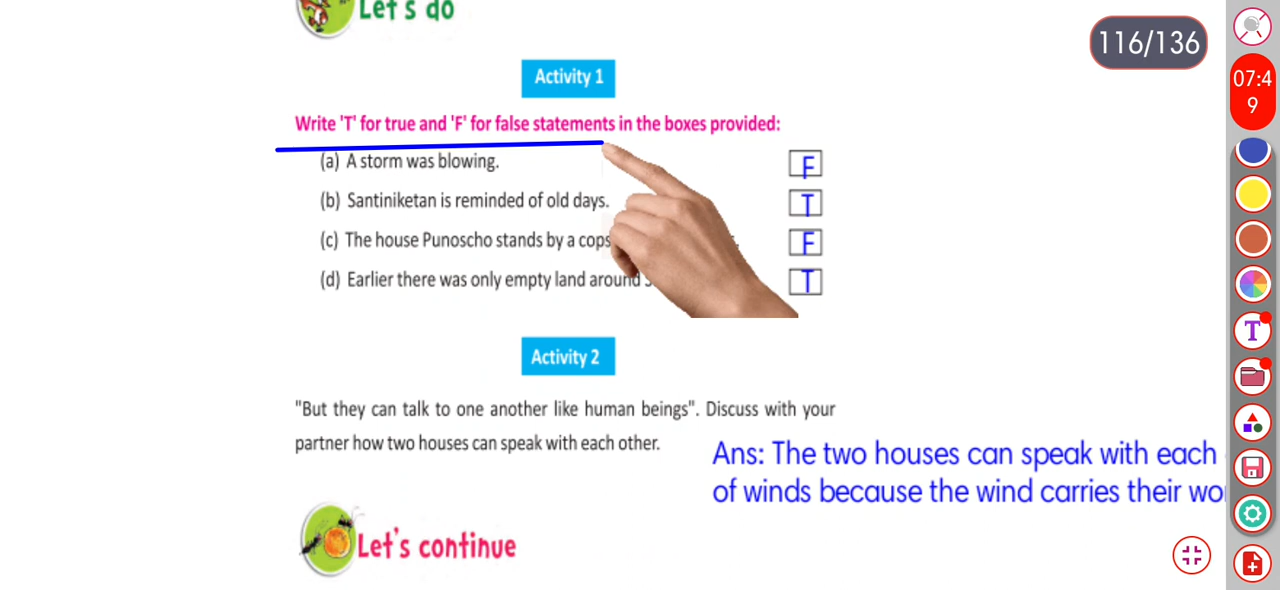 Let's do
116/136
07:4
9
Activity 1
Write 'T' for true and 'F' for false statements in the boxes provided:
(a) A storm was blowing. F
(b) Santiniketan is reminded of old days. T
(c) The house Punoscho stands by a F
(d) Earlier there was only empty land around T
Activity 2
"But they can talk to one another like human beings". Discuss with your
partner how two houses can speak with each other.
Ans: The two houses can speak with each
of winds because the wind carries their
Let's continue
T